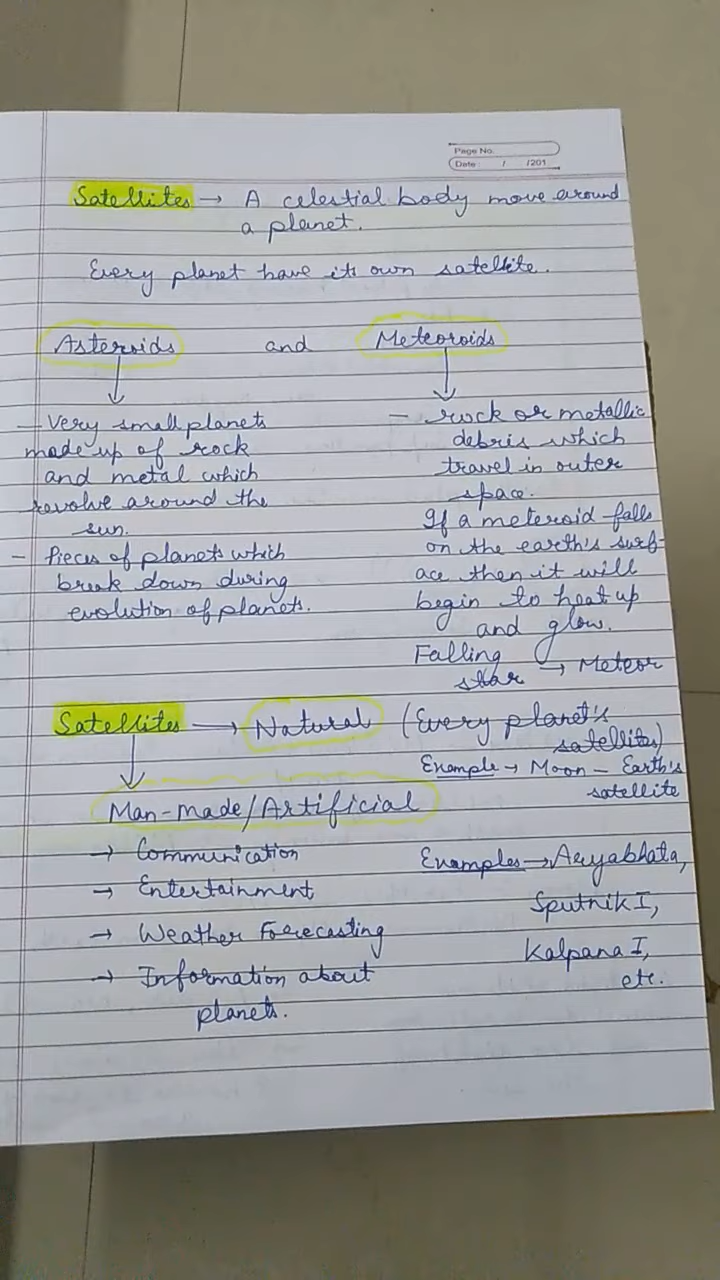 Page No.
Date : / /201
Satellites → A celestial body move around
a planet.
Every planet have its own satellite.
Asteroids and Meteoroids
- Very small planets
made up of rock
and metal which
revolve around the
sun.
- Pieces of planets which
break down during
evolution of planets.
- rock or metallic
debris which
travel in outer
space.
If a meteroid falls
on the earth's surf-
ace then it will
begin to heat up
and glow.
Falling
star → Meteor
Satellites → Natural (Every planet's
satellites)
Example → Moon - Earth's
satellite
Man-made/Artificial
→ Communication
→ Entertainment
→ Weather Forecasting
→ Information about
planets.
Examples → Aryabhata,
Sputnik I,
Kalpana I,
etc.